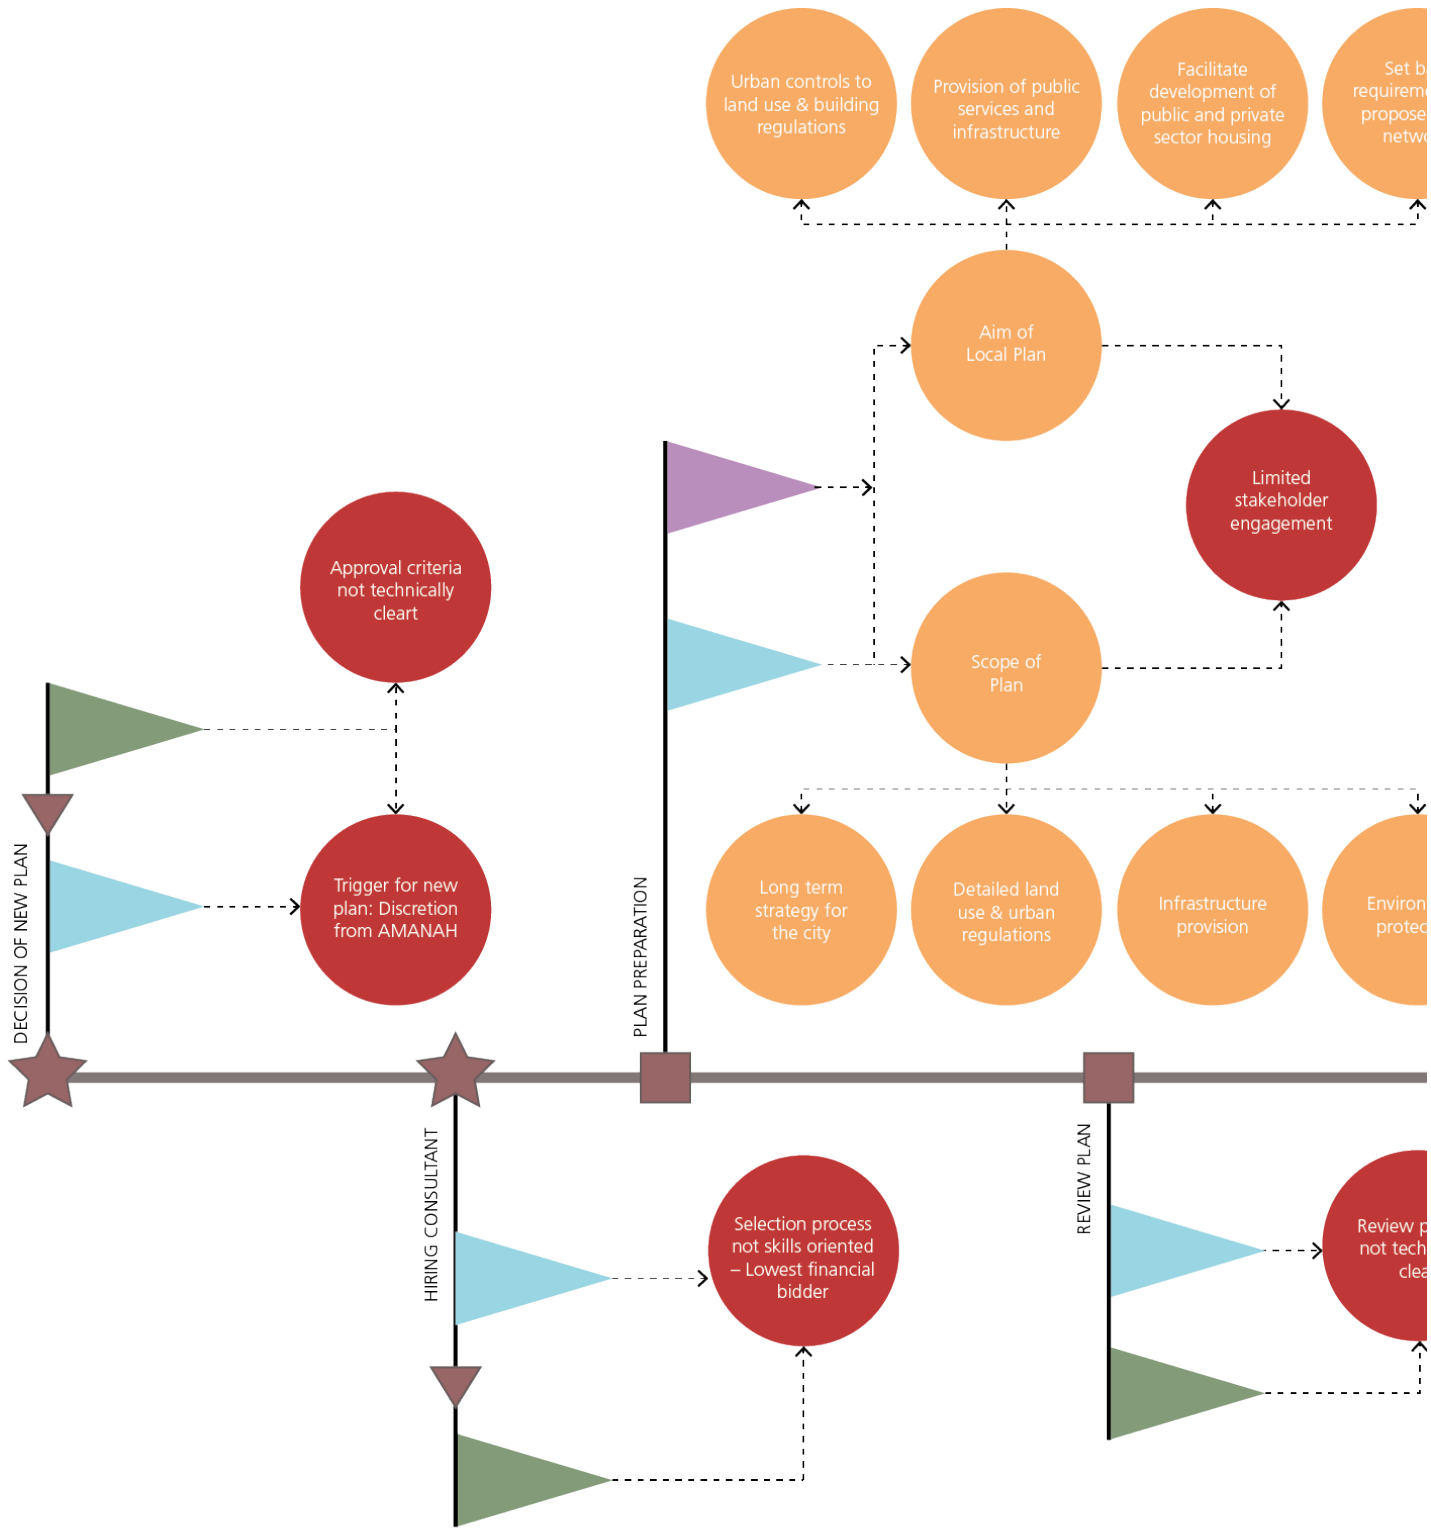 Urban controls to
land use & building
regulations
Provision of public
services and
infrastructure
Facilitate
development of
public and private
sector housing
Set
Aim of
Local Plan
Limited
stakeholder
engagement
Approval criteria
not technically
cleart
Scope of
Plan
Trigger for new
plan: Discretion
from AMANAH
DECISION OF NEW PLAN
PLAN PREPARATION
Long term
strategy for
the city
Detailed land
use & urban
regulations
Infrastructure
provision
HIRING CONSULTANT
Selection process
not skills oriented
– Lowest financial
bidder
REVIEW PLAN
Review
not